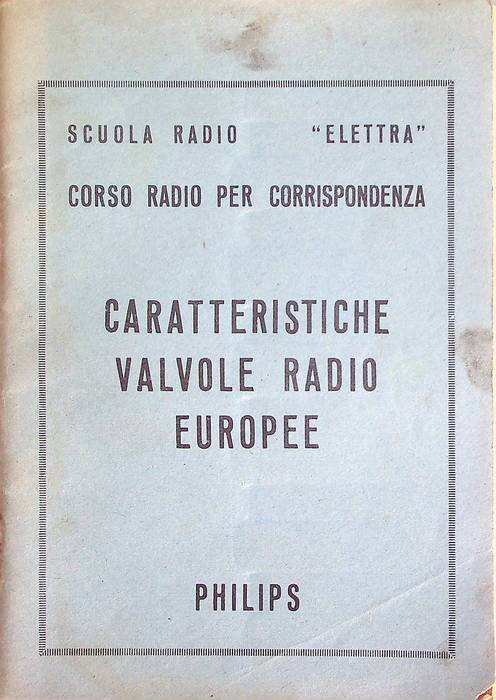 SCUOLA RADIO "ELETTRA"
CORSO RADIO PER CORRISPONDENZA
CARATTERISTICHE
VALVOLE RADIO
EUROPEE
PHILIPS